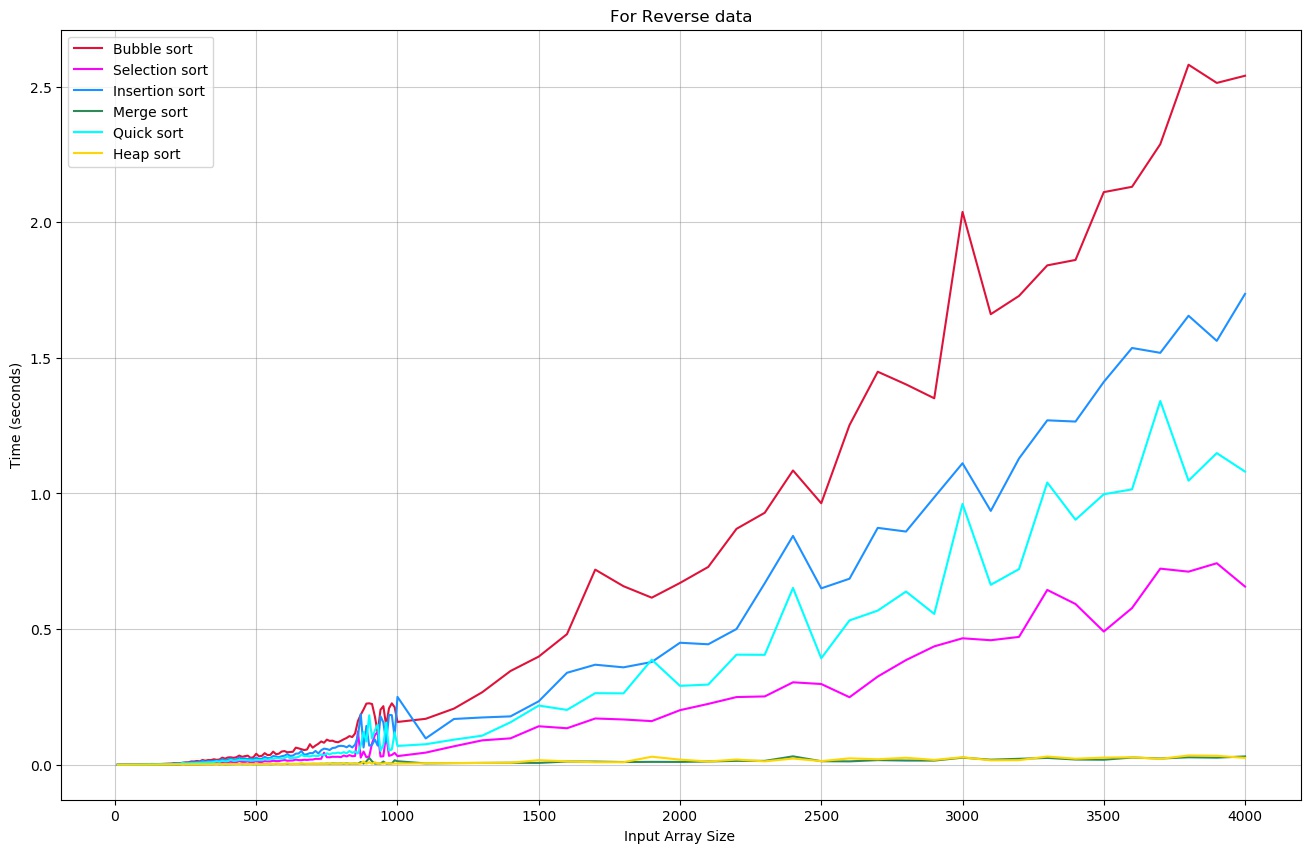 For Reverse data
Bubble sort
Selection sort
Insertion sort
Merge sort
Quick sort
Heap sort
Time (seconds)
2.5
2.0
1.5
1.0
0.5
0.0
0 500 1000 1500 2000 2500 3000 3500 4000
Input Array Size